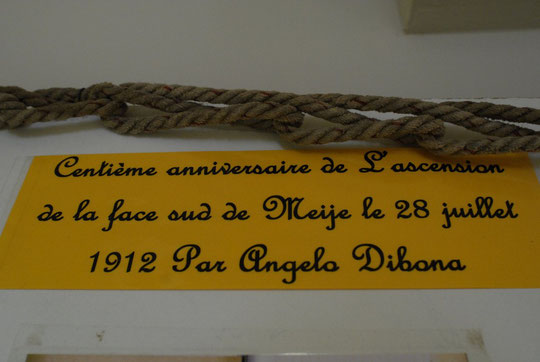 Centième anniversaire de L'ascension
de la face sud de Meije le 28 juillet
1912 Par Angelo Dibona